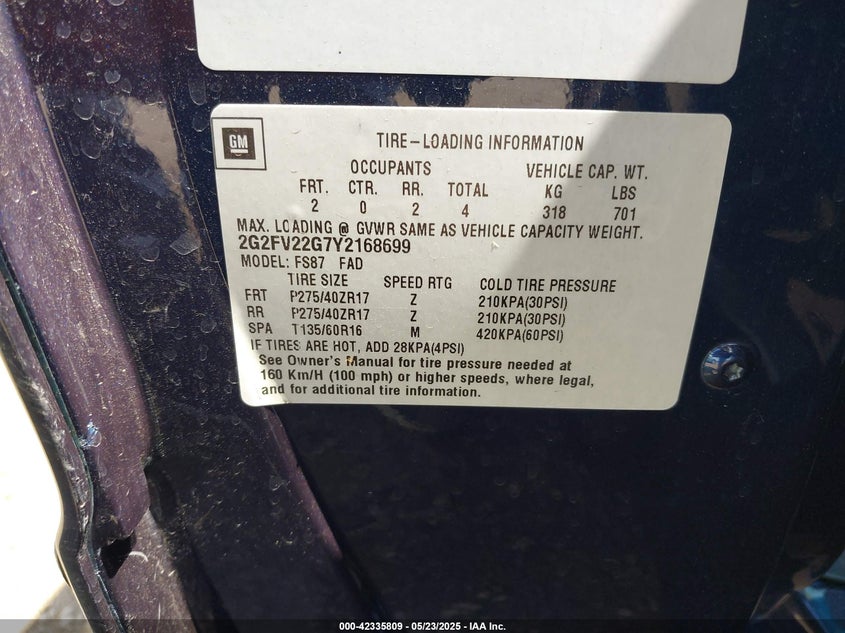 GM
TIRE-LOADING INFORMATION
OCCUPANTS VEHICLE CAP. WT.
FRT. CTR. RR. TOTAL KG LBS
2 0 2 4 318 701
MAX. LOADING @ GVWR SAME AS VEHICLE CAPACITY WEIGHT.
2G2FV22G7Y2168699
MODEL: FS87 FAD
TIRE SIZE SPEED RTG COLD TIRE PRESSURE
FRT P275/40ZR17 Z 210KPA(30PSI)
RR P275/40ZR17 Z 210KPA(30PSI)
SPA T135/60R16 M 420KPA(60PSI)
IF TIRES ARE HOT, ADD 28KPA(4PSI)
See Owner's Manual for tire pressure needed at
160 Km/H (100 mph) or higher speeds, where legal,
and for additional tire information.
000-42335809 — 05/23/2025 — IAA Inc.